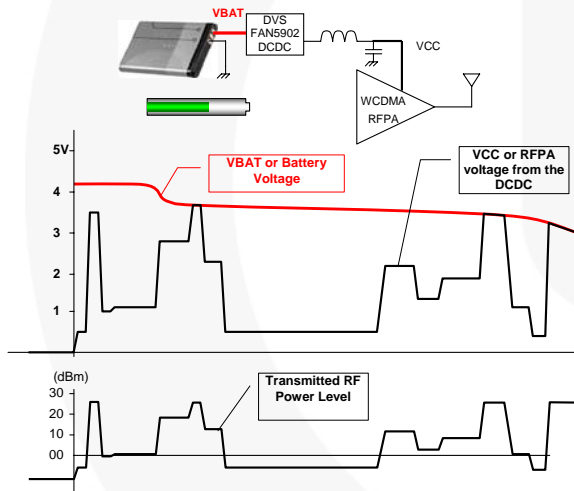 VBAT
DVS
FAN5902
DCDC
VCC
WCDMA
RFPA
5V
4
3
2
1
VBAT or Battery
Voltage
VCC or RFPA
voltage from the
DCDC
(dBm)
30
20
10
00
Transmitted RF
Power Level